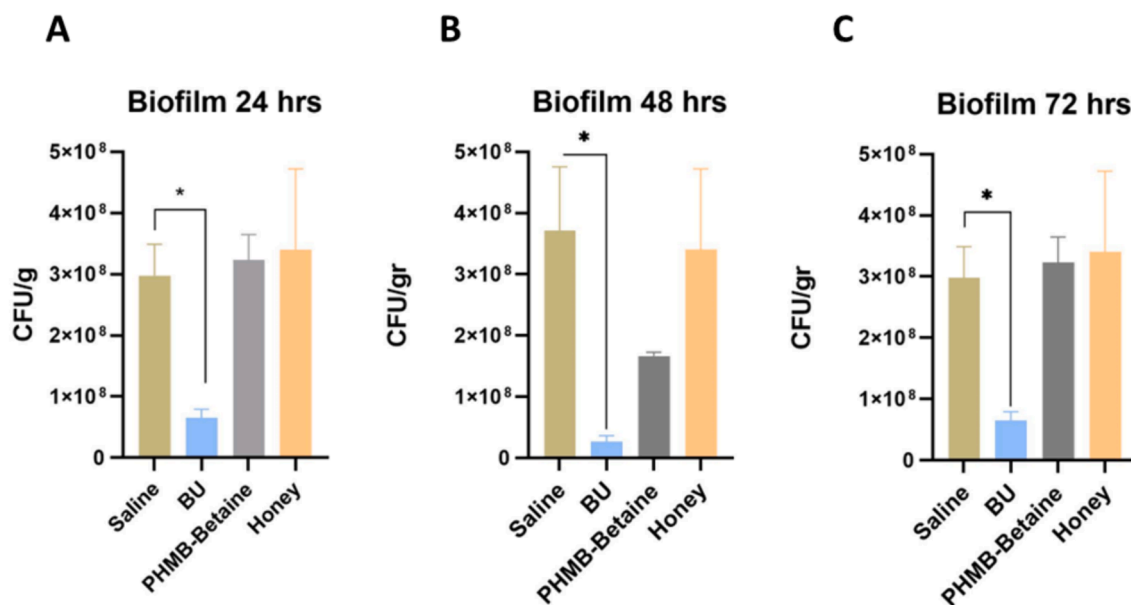 A
Biofilm 24 hrs
CFU/g
5×10⁸
4×10⁸
3×10⁸
2×10⁸
1×10⁸
0
*
Saline
BU
PHMB-Betaine
Honey
B
Biofilm 48 hrs
CFU/gr
5×10⁸
4×10⁸
3×10⁸
2×10⁸
1×10⁸
0
*
Saline
BU
PHMB-Betaine
Honey
C
Biofilm 72 hrs
CFU/gr
5×10⁸
4×10⁸
3×10⁸
2×10⁸
1×10⁸
0
*
Saline
BU
PHMB-Betaine
Honey